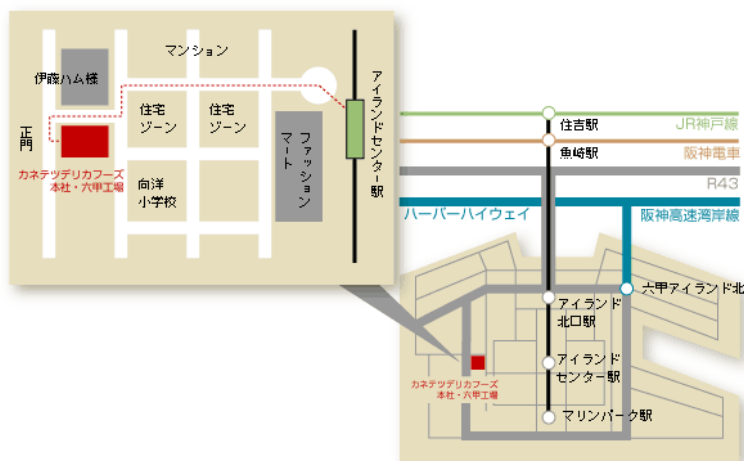 マンション
伊藤ハム様
住宅
ゾーン
住宅
ゾーン
正門
ファッション
マート
アイランドセンター駅
カネテツデリカフーズ
本社・六甲工場
向洋
小学校
住吉駅
JR神戸線
魚崎駅
阪神電車
R43
ハーバーハイウェイ
阪神高速湾岸線
六甲アイランド北
アイランド
北口駅
アイランド
センター駅
カネテツデリカフーズ
本社・六甲工場
マリンパーク駅